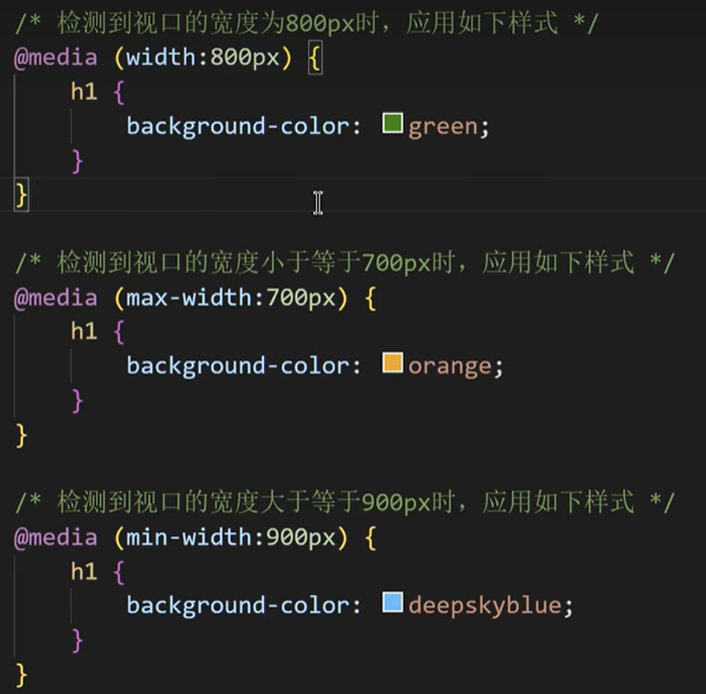 /* 检测到视口的宽度为800px时，应用如下样式 */
@media (width:800px) {
    h1 {
        background-color: green;
    }
}
/* 检测到视口的宽度小于等于700px时，应用如下样式 */
@media (max-width:700px) {
    h1 {
        background-color: orange;
    }
}
/* 检测到视口的宽度大于等于900px时，应用如下样式 */
@media (min-width:900px) {
    h1 {
        background-color: deepskyblue;
    }
}